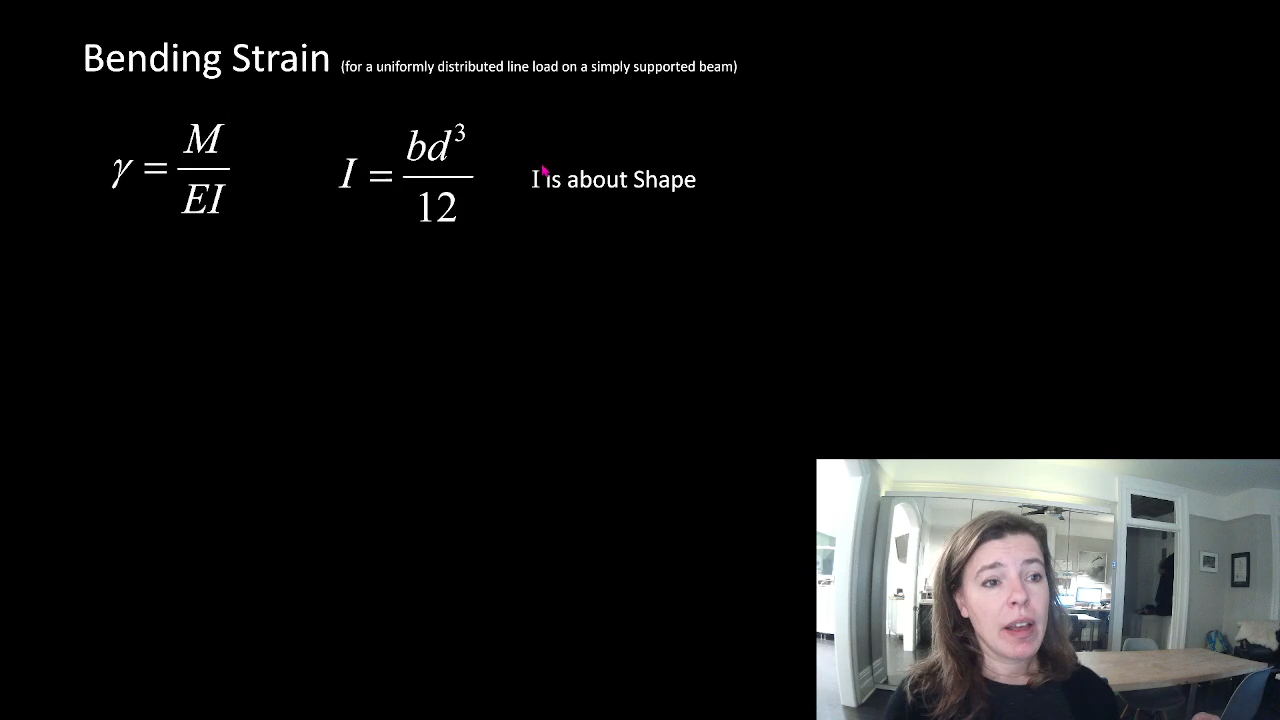 Bending Strain (for a uniformly distributed line load on a simply supported beam)
γ = M / EI
I = bd³ / 12
I is about Shape